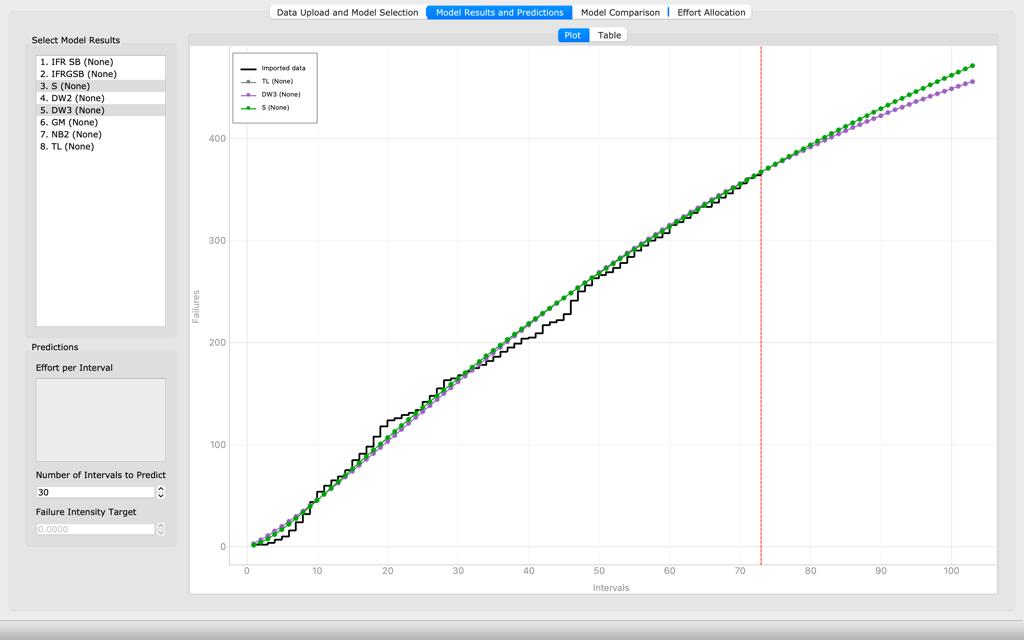 Data Upload and Model Selection
Model Results and Predictions
Model Comparison
Effort Allocation
Select Model Results
1. IFR SB (None)
2. IFRGSB (None)
3. S (None)
4. DW2 (None)
5. DW3 (None)
6. GM (None)
7. NB2 (None)
8. TL (None)
Predictions
Effort per Interval
Number of Intervals to Predict
30
Failure Intensity Target
0.0000
Plot
Table
Imported data
TL (None)
DW3 (None)
S (None)
Failures
400
300
200
100
0
0 10 20 30 40 50 60 70 80 90 100
Intervals